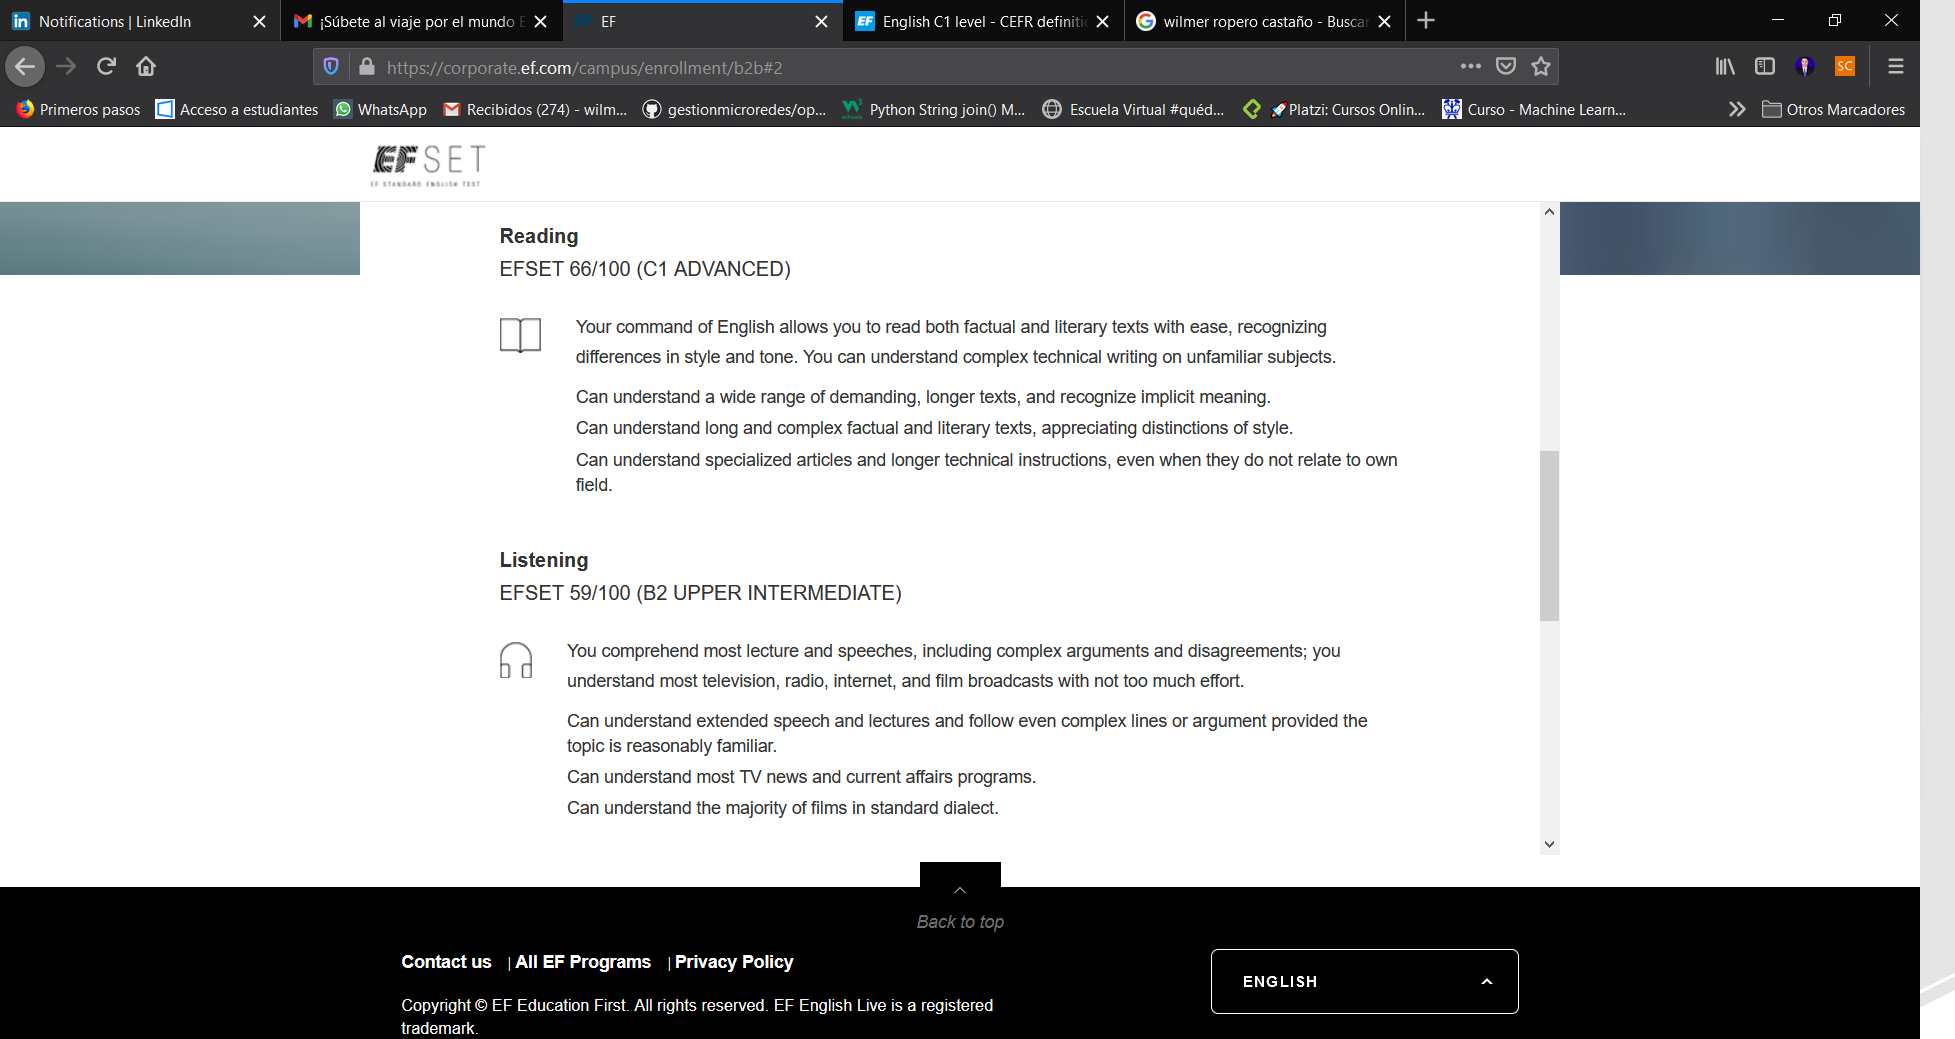 Notifications | LinkedIn
¡Súbete al viaje por el mundo E
EF
English C1 level - CEFR definitio
wilmer ropero castaño - Buscar
https://corporate.ef.com/campus/enrollment/b2b#2
SC
Primeros pasos
Acceso a estudiantes
WhatsApp
Recibidos (274) - wilm...
gestionmicroredes/op...
Python String join() M...
Escuela Virtual #quéd...
Platzi: Cursos Onlin...
Curso - Machine Learn...
Otros Marcadores
EFSET
EF STANDARD ENGLISH TEST
Reading
EFSET 66/100 (C1 ADVANCED)
Your command of English allows you to read both factual and literary texts with ease, recognizing
differences in style and tone. You can understand complex technical writing on unfamiliar subjects.
Can understand a wide range of demanding, longer texts, and recognize implicit meaning.
Can understand long and complex factual and literary texts, appreciating distinctions of style.
Can understand specialized articles and longer technical instructions, even when they do not relate to own
field.
Listening
EFSET 59/100 (B2 UPPER INTERMEDIATE)
You comprehend most lecture and speeches, including complex arguments and disagreements; you
understand most television, radio, internet, and film broadcasts with not too much effort.
Can understand extended speech and lectures and follow even complex lines or argument provided the
topic is reasonably familiar.
Can understand most TV news and current affairs programs.
Can understand the majority of films in standard dialect.
Back to top
Contact us | All EF Programs | Privacy Policy
ENGLISH
Copyright © EF Education First. All rights reserved. EF English Live is a registered
trademark.